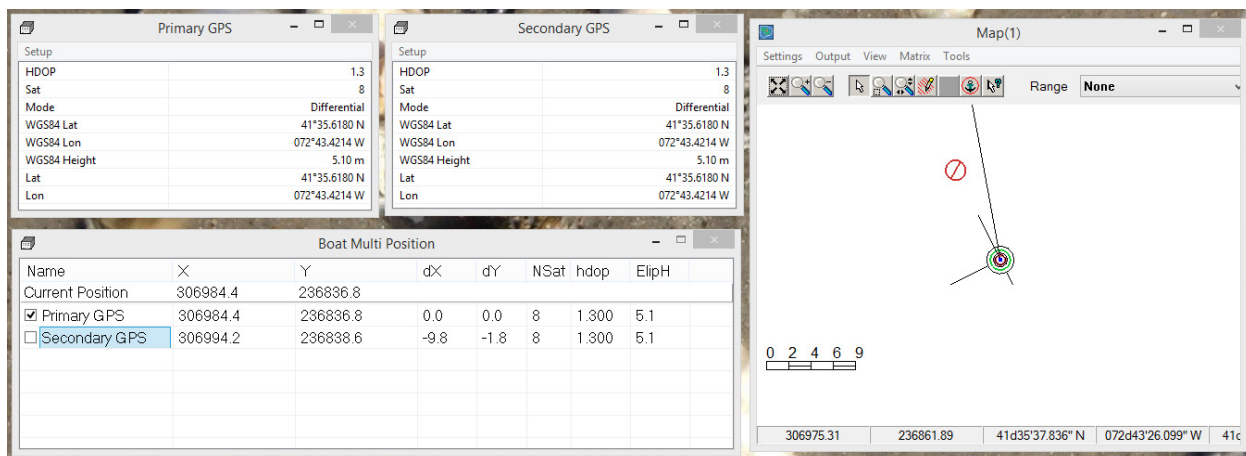 Primary GPS
Setup
HDOP 1.3
Sat 8
Mode Differential
WGS84 Lat 41°35.6180 N
WGS84 Lon 072°43.4214 W
WGS84 Height 5.10 m
Lat 41°35.6180 N
Lon 072°43.4214 W
Secondary GPS
Setup
HDOP 1.3
Sat 8
Mode Differential
WGS84 Lat 41°35.6180 N
WGS84 Lon 072°43.4214 W
WGS84 Height 5.10 m
Lat 41°35.6180 N
Lon 072°43.4214 W
Boat Multi Position
Name X Y dX dY NSat hdop ElipH
Current Position 306984.4 236836.8
Primary GPS 306984.4 236836.8 0.0 0.0 8 1.300 5.1
Secondary GPS 306994.2 236838.6 -9.8 -1.8 8 1.300 5.1
Map(1)
Settings Output View Matrix Tools
Range None
0 2 4 6 9
306975.31 236861.89 41d35'37.836" N 072d43'26.099" W